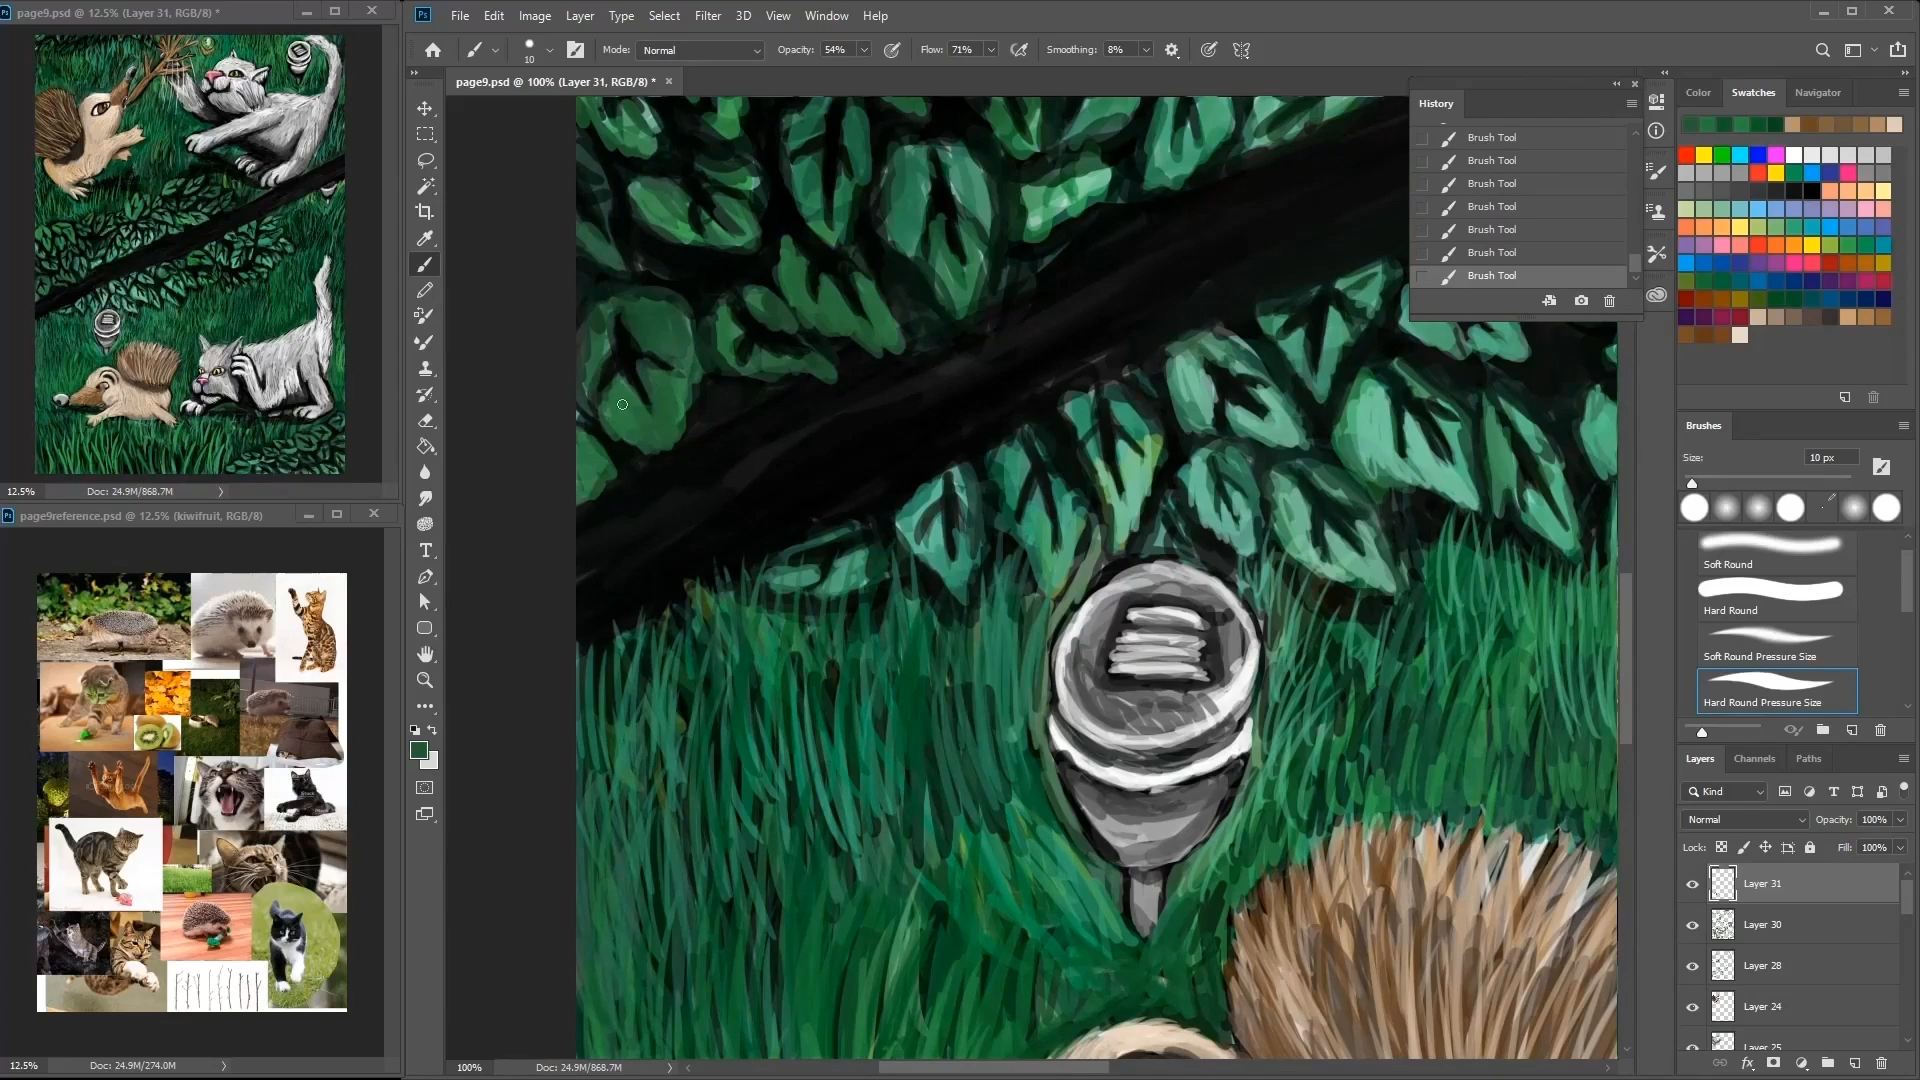 page9.psd @ 12.5% (Layer 31, RGB/8) *
File Edit Image Layer Type Select Filter 3D View Window Help
10 Mode: Normal Opacity: 54% Flow: 71% Smoothing: 8%
page9.psd @ 100% (Layer 31, RGB/8) *
History
Brush Tool
Brush Tool
Brush Tool
Brush Tool
Brush Tool
Brush Tool
Brush Tool
Color Swatches Navigator
Brushes
Size: 10 px
Soft Round
Hard Round
Soft Round Pressure Size
Hard Round Pressure Size
Layers Channels Paths
Kind
Normal Opacity: 100%
Lock: Fill: 100%
Layer 31
Layer 30
Layer 28
Layer 24
Layer 25
12.5% Doc: 24.9M/868.7M
page9reference.psd @ 12.5% (kiwifruit, RGB/8)
12.5% Doc: 24.9M/274.0M
100% Doc: 24.9M/868.7M